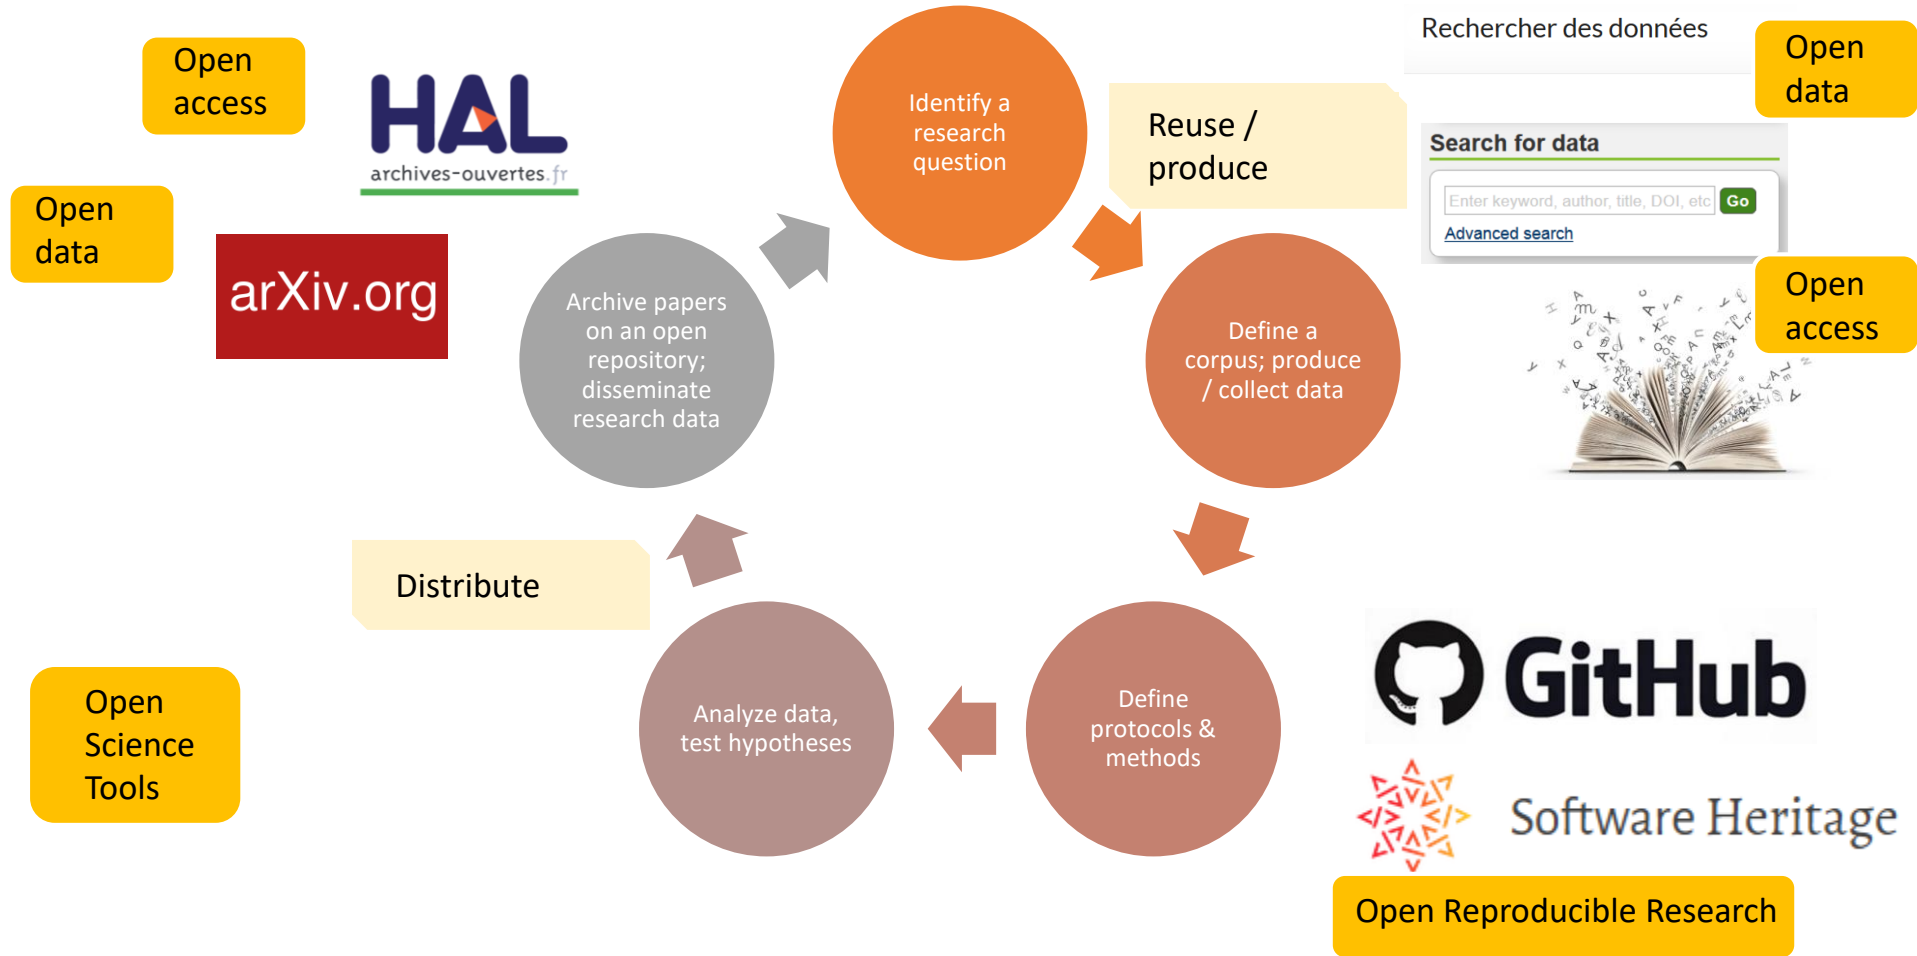 Open
access
HAL
archives-ouvertes.fr
Open
data
arXiv.org
Identify a
research
question
Reuse /
produce
Rechercher des données
Open
data
Search for data
Enter keyword, author, title, DOI, etc
Go
Advanced search
Open
access
Archive papers
on an open
repository;
disseminate
research data
Define a
corpus; produce
/ collect data
Distribute
Open
Science
Tools
Analyze data,
test hypotheses
Define
protocols &
methods
GitHub
Software Heritage
Open Reproducible Research